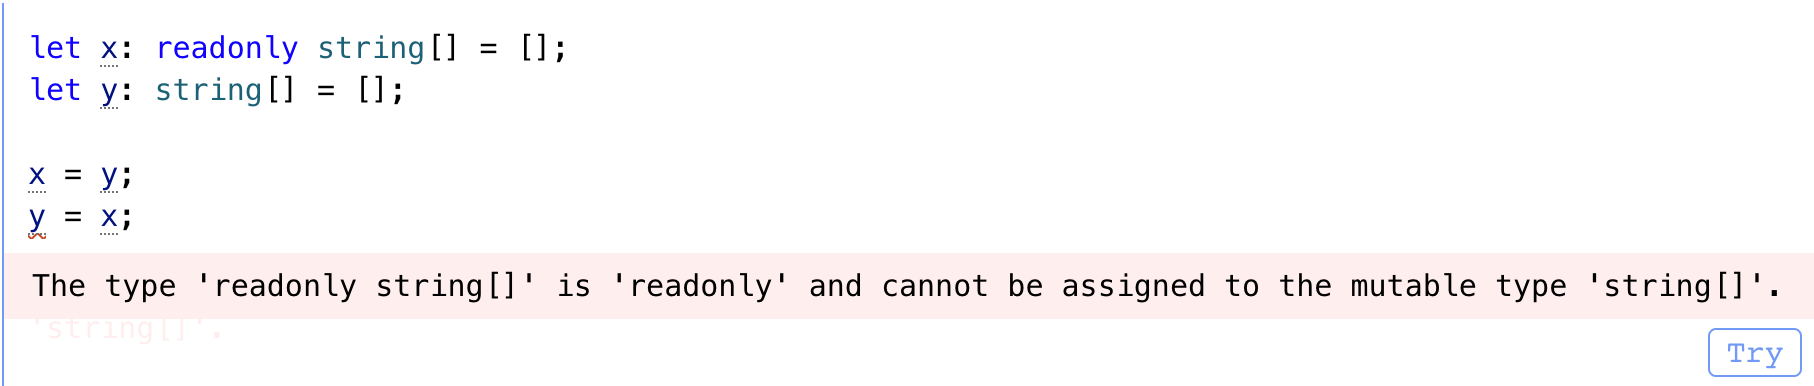 let x: readonly string[] = [];
let y: string[] = [];
x = y;
y = x;
The type 'readonly string[]' is 'readonly' and cannot be assigned to the mutable type 'string[]'.
'string[]'.
Try